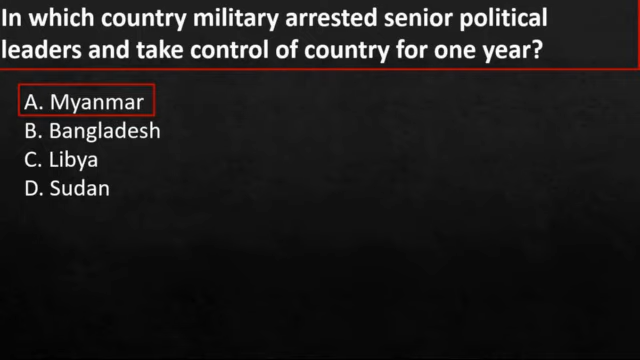 In which country military arrested senior political
leaders and take control of country for one year?
A. Myanmar
B. Bangladesh
C. Libya
D. Sudan